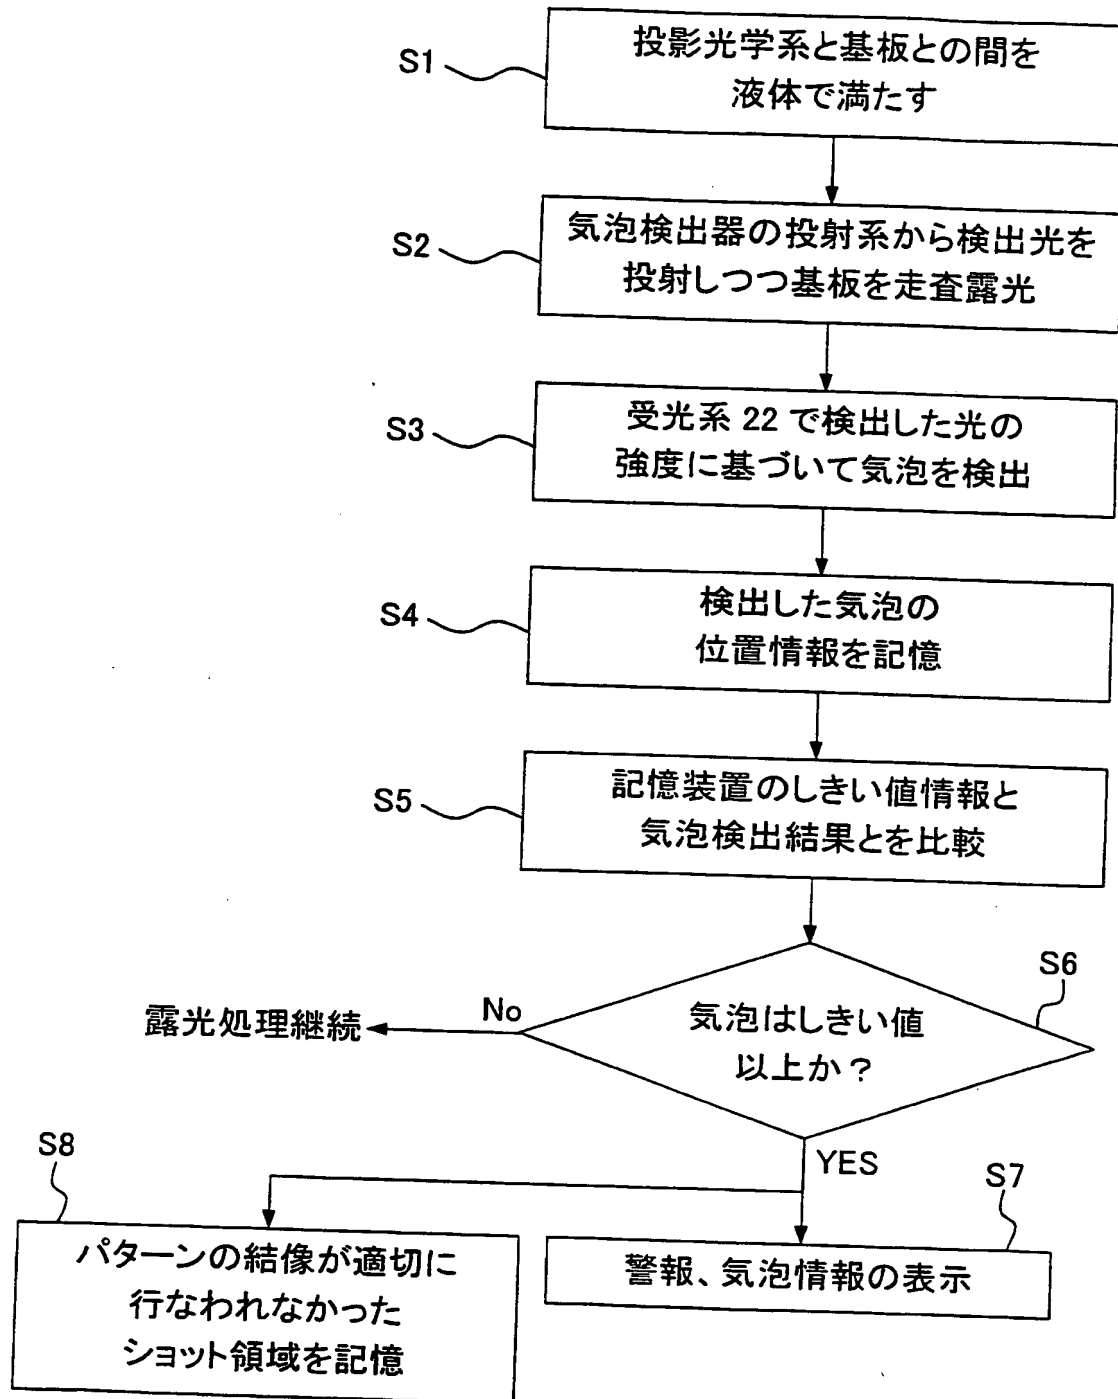 S1
投影光学系と基板との間を
液体で満たす
S2
気泡検出器の投射系から検出光を
投射しつつ基板を走査露光
S3
受光系 22 で検出した光の
強度に基づいて気泡を検出
S4
検出した気泡の
位置情報を記憶
S5
記憶装置のしきい値情報と
気泡検出結果とを比較
S6
気泡はしきい値
以上か？
No
露光処理継続
YES
S8
パターンの結像が適切に
行なわれなかった
ショット領域を記憶
S7
警報、気泡情報の表示